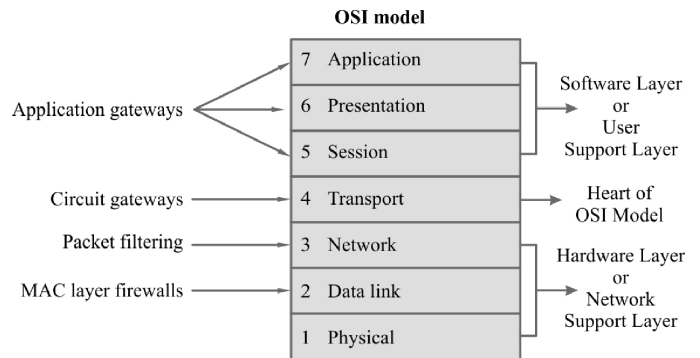 OSI model
Application gateways
7 Application
6 Presentation
5 Session
Software Layer
or
User
Support Layer
Circuit gateways
4 Transport
Heart of
OSI Model
Packet filtering
3 Network
MAC layer firewalls
2 Data link
1 Physical
Hardware Layer
or
Network
Support Layer